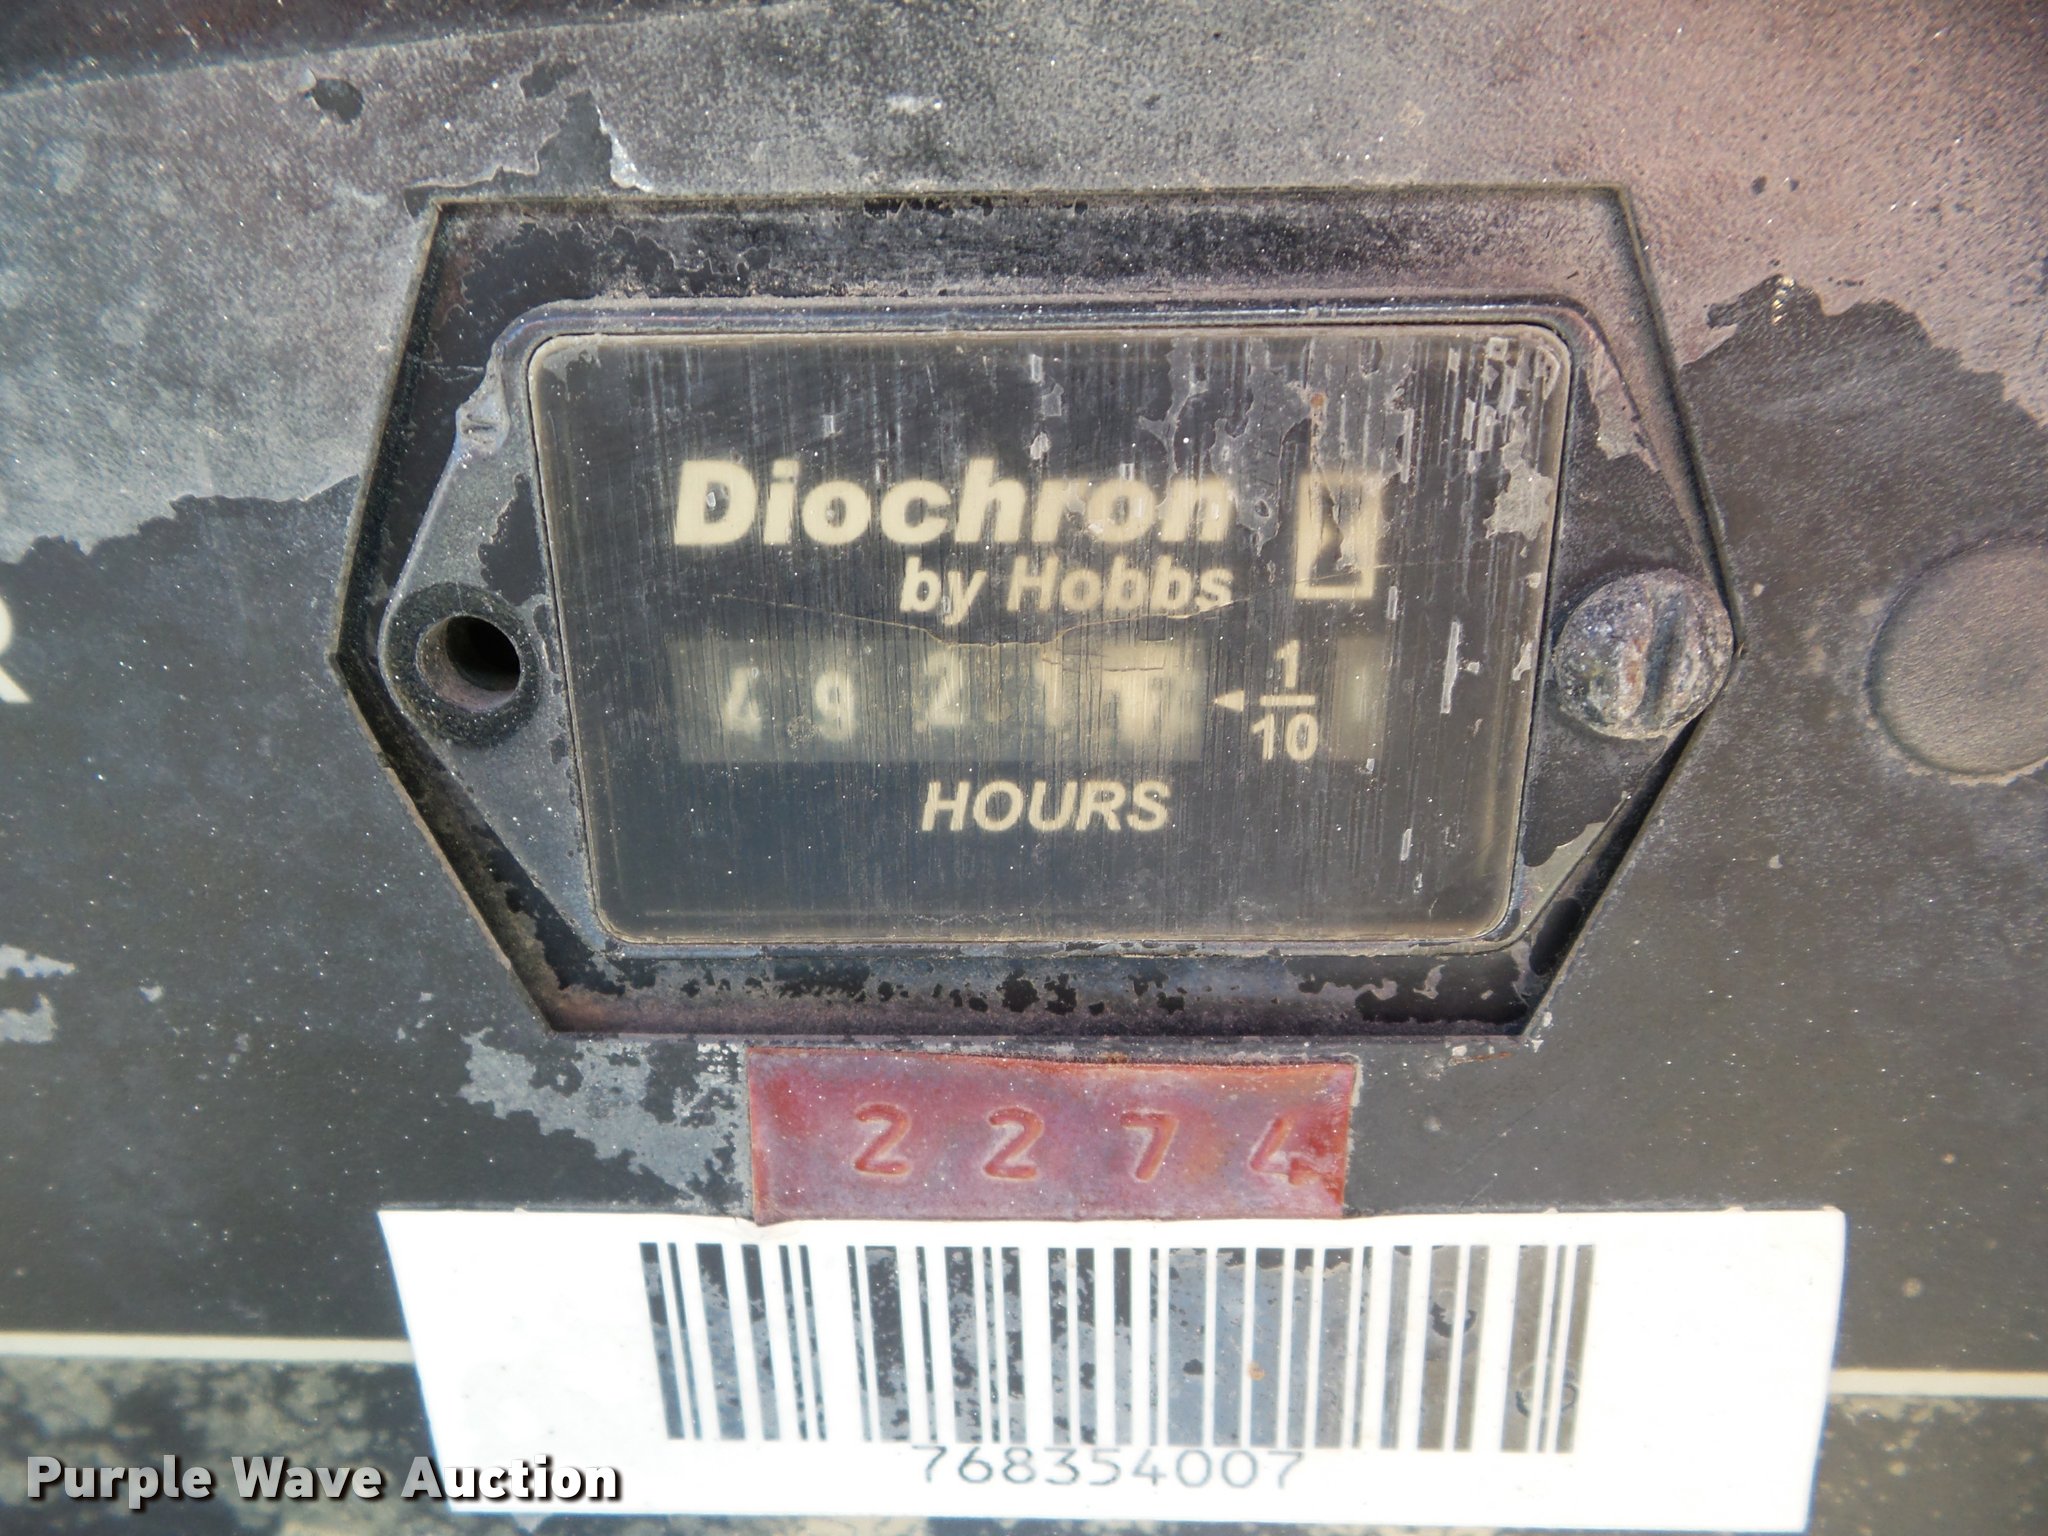 Diochron
by Hobbs
4921 1/10
HOURS
R
2274
768354007
Purple Wave Auction